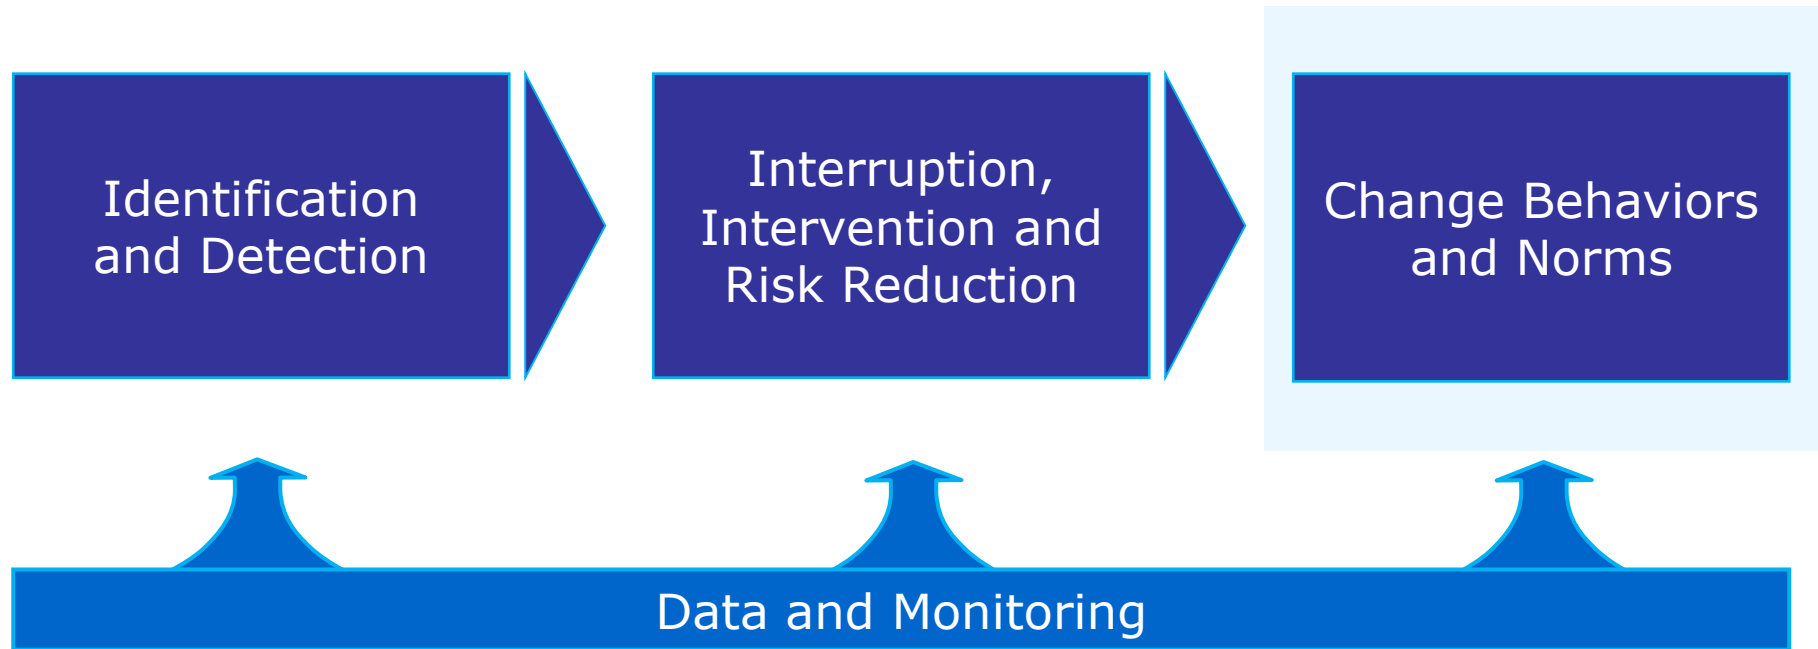 Identification
and Detection
Interruption,
Intervention and
Risk Reduction
Change Behaviors
and Norms
Data and Monitoring